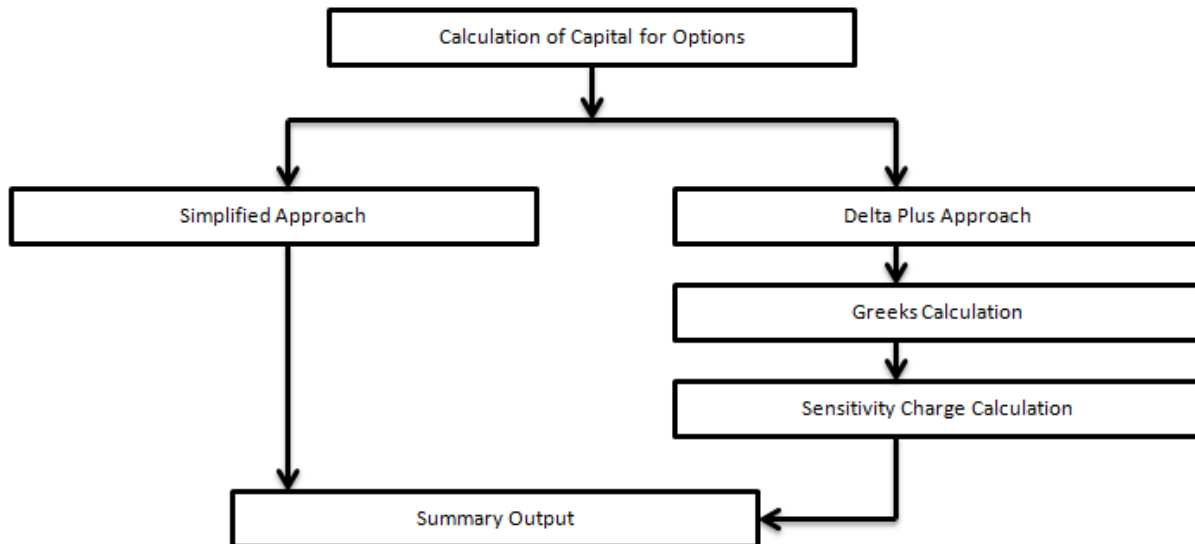 Calculation of Capital for Options
Simplified Approach
Delta Plus Approach
Greeks Calculation
Sensitivity Charge Calculation
Summary Output